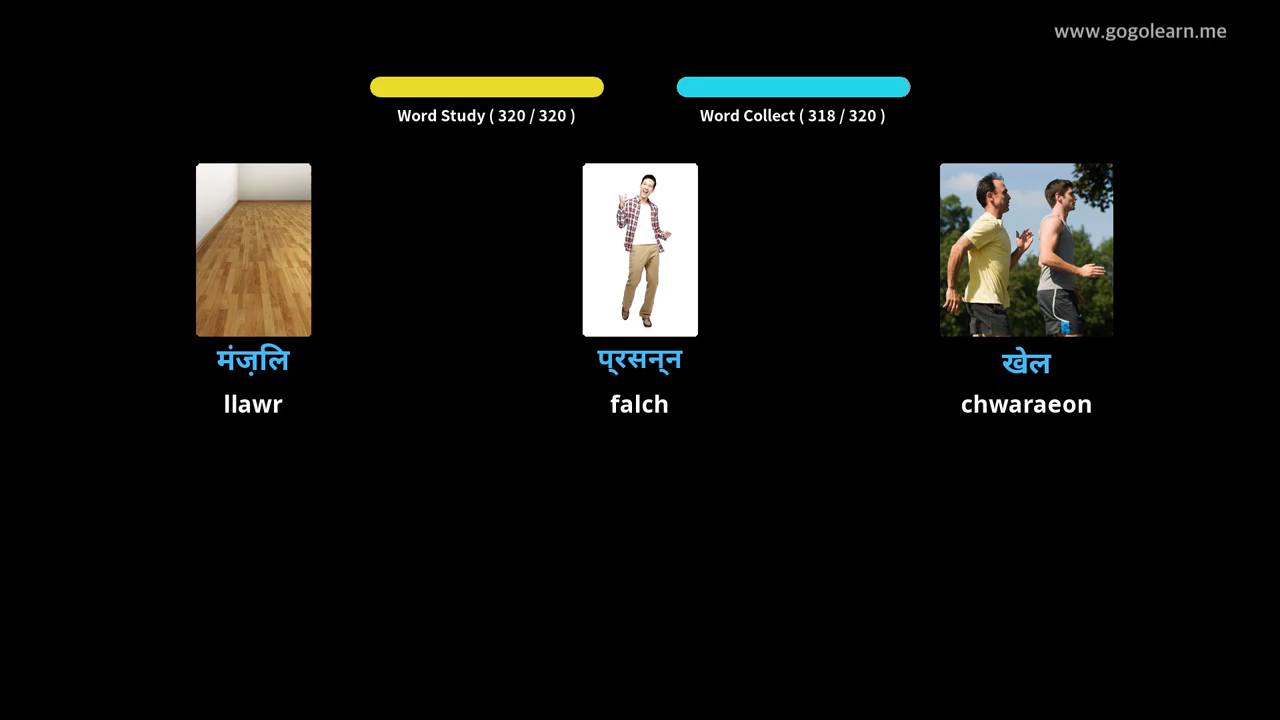 www.gogolearn.me
Word Study ( 320 / 320 )
Word Collect ( 318 / 320 )
मंज़लि
प्रसन्न
खेल
llawr
falch
chwaraeon